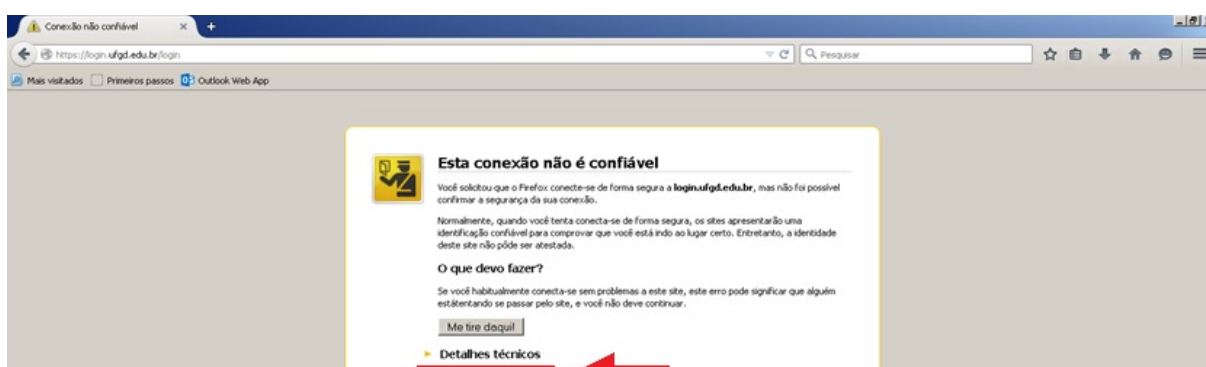 Conexão não confiável
https://login.ufgd.edu.br/login
Pesquisar
Mais visitados Primeiros passos Outlook Web App
Esta conexão não é confiável
Você solicitou que o Firefox conecte-se de forma segura a login.ufgd.edu.br, mas não foi possível
confirmar a segurança da sua conexão.
Normalmente, quando você tenta conecta-se de forma segura, os sites apresentarão uma
identificação confiável para comprovar que você está indo ao lugar certo. Entretanto, a identidade
deste site não pôde ser atestada.
O que devo fazer?
Se você habitualmente conecta-se sem problemas a este site, este erro pode significar que alguém
estátentando se passar pelo site, e você não deve continuar.
Me tire daqui!
Detalhes técnicos